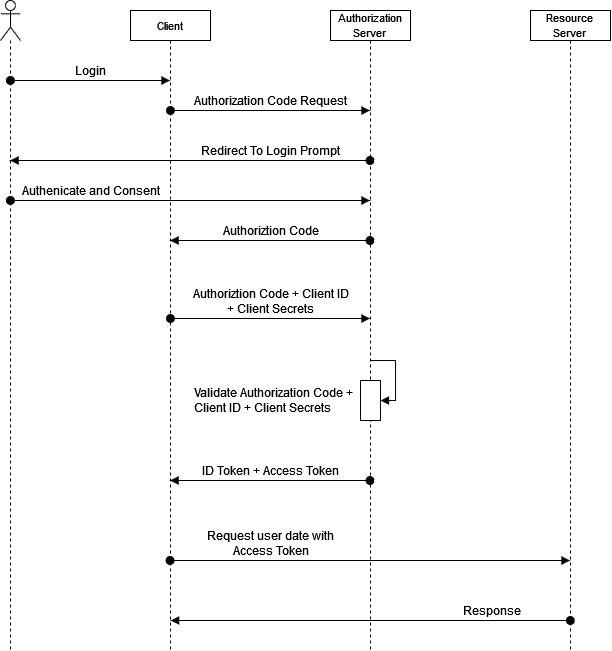 Client
Authorization
Server
Resource
Server
Login
Authorization Code Request
Redirect To Login Prompt
Authenicate and Consent
Authoriztion Code
Authoriztion Code + Client ID
+ Client Secrets
Validate Authorization Code +
Client ID + Client Secrets
ID Token + Access Token
Request user date with
Access Token
Response